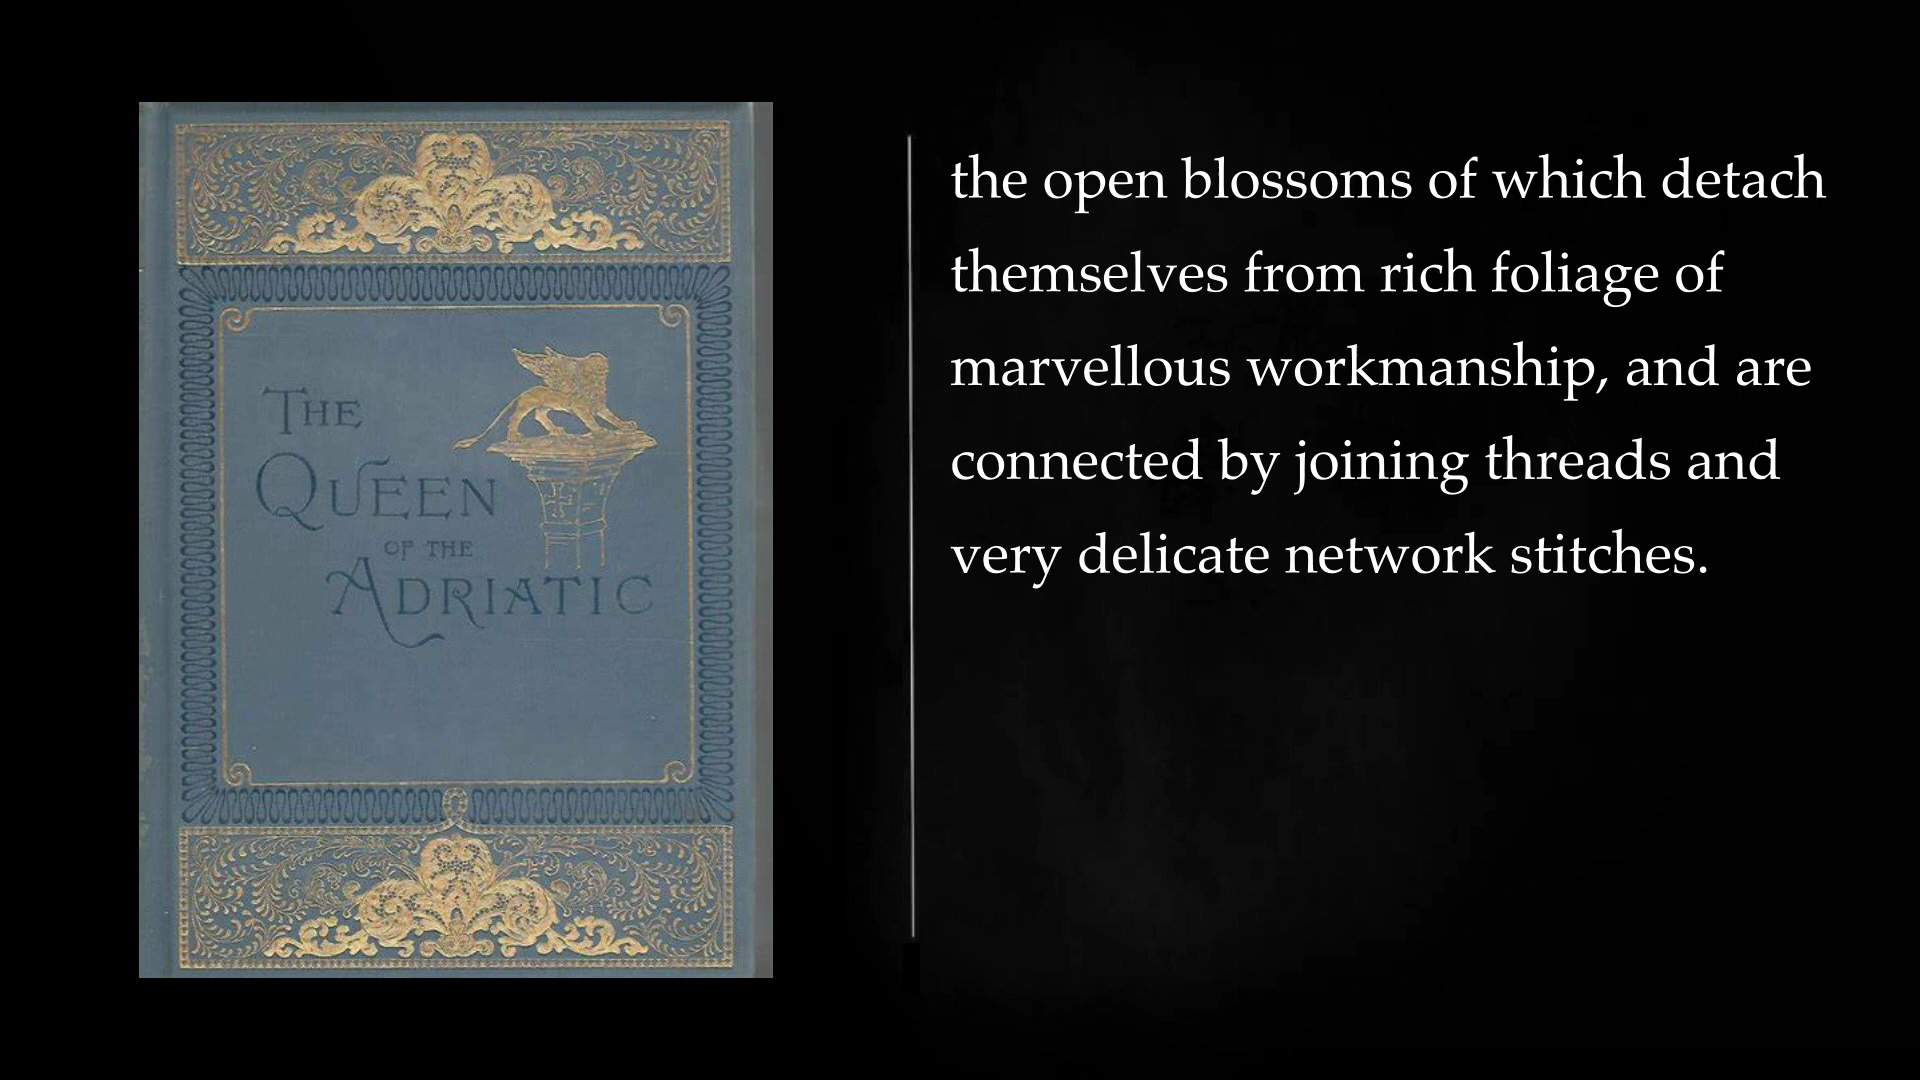 THE
QUEEN
OF THE
ADRIATIC
the open blossoms of which detach
themselves from rich foliage of
marvellous workmanship, and are
connected by joining threads and
very delicate network stitches.